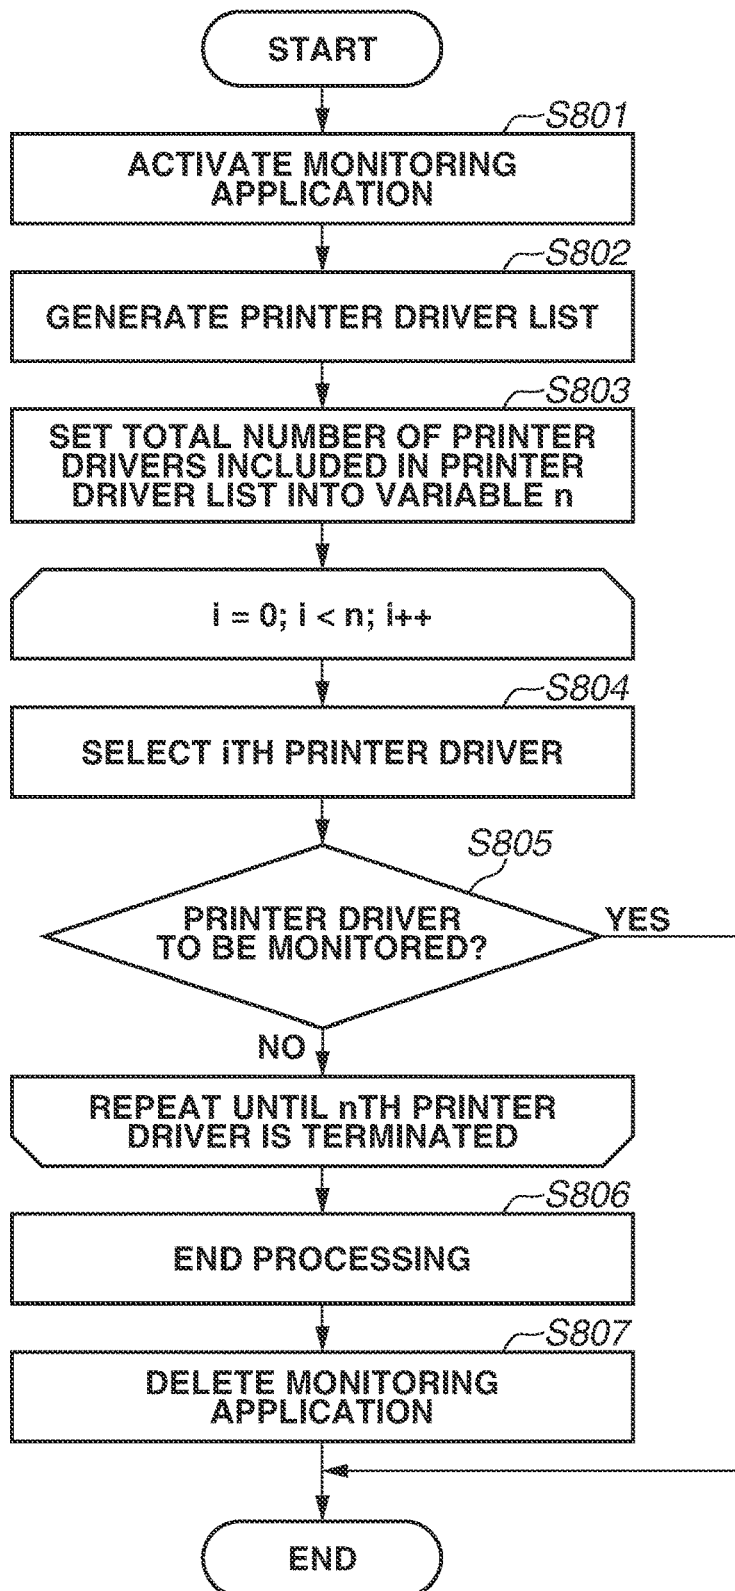 START
S801
ACTIVATE MONITORING
APPLICATION
S802
GENERATE PRINTER DRIVER LIST
S803
SET TOTAL NUMBER OF PRINTER
DRIVERS INCLUDED IN PRINTER
DRIVER LIST INTO VARIABLE n
i = 0; i < n; i++
S804
SELECT iTH PRINTER DRIVER
S805
PRINTER DRIVER
TO BE MONITORED?
YES
NO
REPEAT UNTIL nTH PRINTER
DRIVER IS TERMINATED
S806
END PROCESSING
S807
DELETE MONITORING
APPLICATION
END